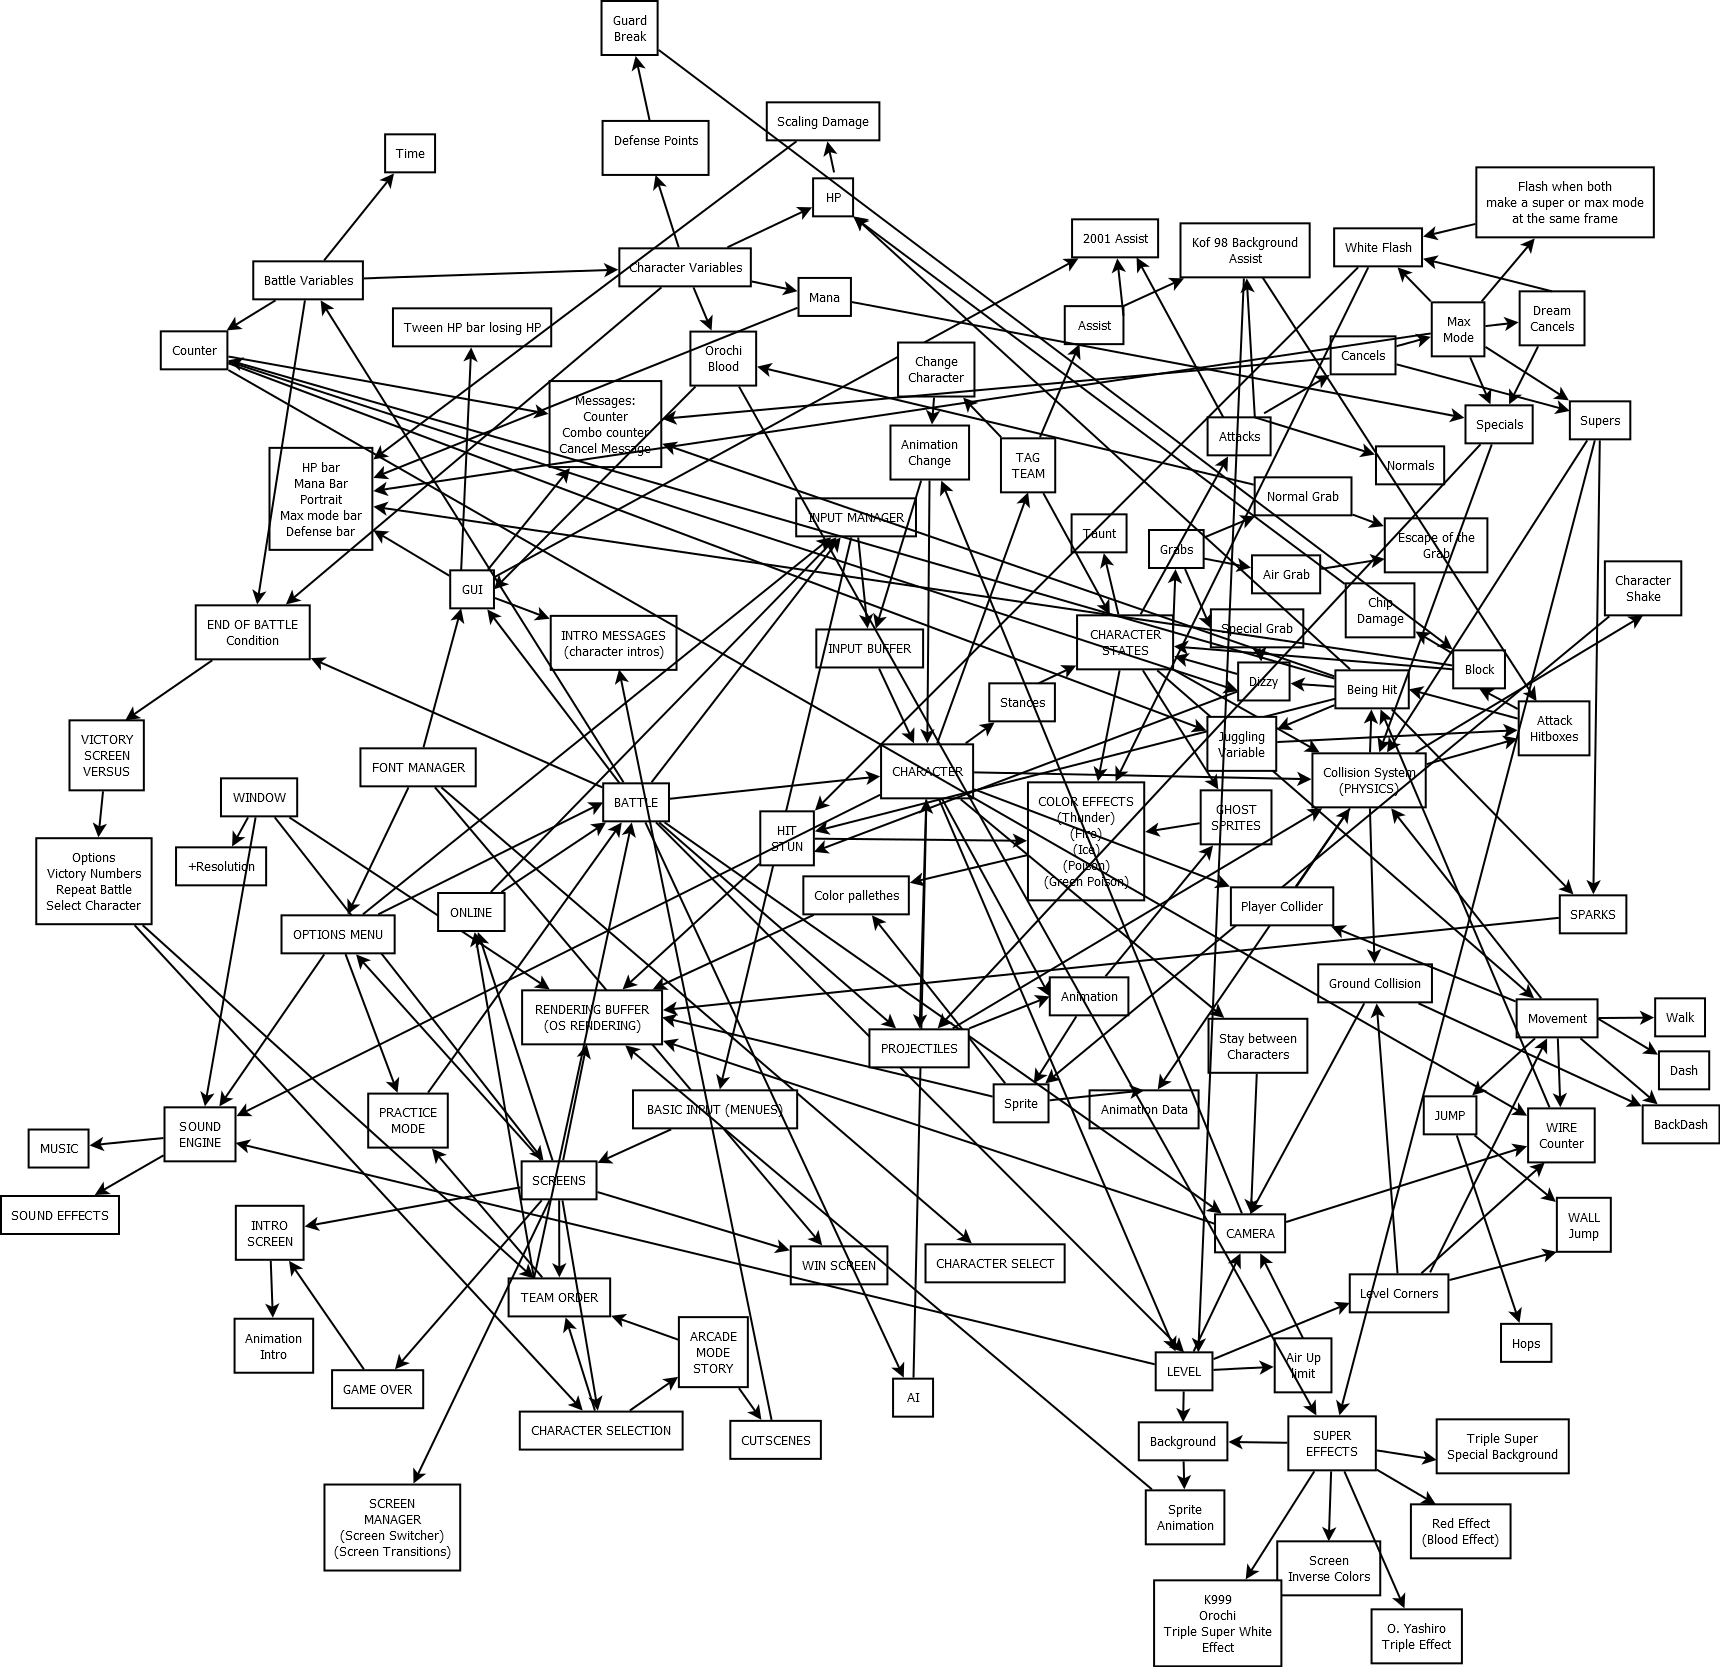 Guard
Break
Scaling Damage
Defense Points
Time
HP
Flash when both
make a super or max mode
at the same frame
2001 Assist
Kof 98 Background
Assist
White Flash
Battle Variables
Character Variables
Mana
Tween HP bar losing HP
Assist
Max
Mode
Dream
Cancels
Counter
Orochi
Blood
Change
Character
Cancels
Messages:
Counter
Combo counter
Cancel Message
Attacks
Specials
Supers
Animation
Change
TAG
TEAM
Normals
HP bar
Mana Bar
Portrait
Max mode bar
Defense bar
Normal Grab
INPUT MANAGER
Taunt
Grabs
Escape of the
Grab
Air Grab
Character
Shake
GUI
Chip
Damage
END OF BATTLE
Condition
INTRO MESSAGES
(character intros)
INPUT BUFFER
CHARACTER
STATES
Special Grab
Block
Dizzy
Being Hit
Stances
Attack
Hitboxes
VICTORY
SCREEN
VERSUS
Juggling
Variable
FONT MANAGER
CHARACTER
Collision System
(PHYSICS)
WINDOW
BATTLE
COLOR EFFECTS
(Thunder)
(Fire)
(Ice)
(Poison)
(Green Poison)
GHOST
SPRITES
HIT
STUN
+Resolution
Options
Victory Numbers
Repeat Battle
Select Character
Color pallethes
Player Collider
ONLINE
SPARKS
OPTIONS MENU
Ground Collision
Animation
RENDERING BUFFER
(OS RENDERING)
Movement
Walk
PROJECTILES
Stay between
Characters
Dash
Sprite
Animation Data
BASIC INPUT (MENUES)
PRACTICE
MODE
JUMP
BackDash
SOUND
ENGINE
WIRE
Counter
MUSIC
SCREENS
SOUND EFFECTS
INTRO
SCREEN
WALL
Jump
CAMERA
WIN SCREEN
CHARACTER SELECT
TEAM ORDER
Level Corners
Animation
Intro
ARCADE
MODE
STORY
Hops
Air Up
limit
LEVEL
GAME OVER
AI
CHARACTER SELECTION
CUTSCENES
Background
SUPER
EFFECTS
Triple Super
Special Background
SCREEN
MANAGER
(Screen Switcher)
(Screen Transitions)
Sprite
Animation
Red Effect
(Blood Effect)
Screen
Inverse Colors
K999
Orochi
Triple Super White
Effect
O. Yashiro
Triple Effect